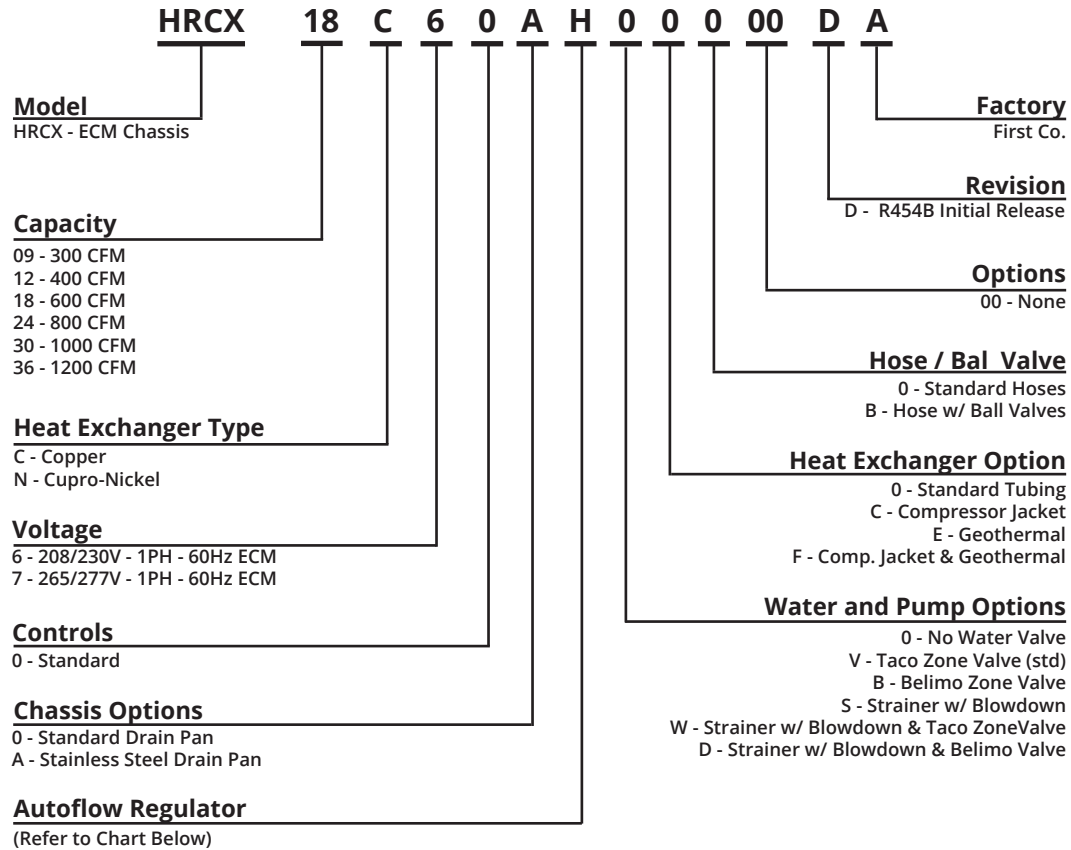 HRCX 18 C 6 0 A H 0 0 0 00 D A
Model
HRCX - ECM Chassis
Capacity
09 - 300 CFM
12 - 400 CFM
18 - 600 CFM
24 - 800 CFM
30 - 1000 CFM
36 - 1200 CFM
Heat Exchanger Type
C - Copper
N - Cupro-Nickel
Voltage
6 - 208/230V - 1PH - 60Hz ECM
7 - 265/277V - 1PH - 60Hz ECM
Controls
0 - Standard
Chassis Options
0 - Standard Drain Pan
A - Stainless Steel Drain Pan
Autoflow Regulator
(Refer to Chart Below)
Factory
First Co.
Revision
D - R454B Initial Release
Options
00 - None
Hose / Bal Valve
0 - Standard Hoses
B - Hose w/ Ball Valves
Heat Exchanger Option
0 - Standard Tubing
C - Compressor Jacket
E - Geothermal
F - Comp. Jacket & Geothermal
Water and Pump Options
0 - No Water Valve
V - Taco Zone Valve (std)
B - Belimo Zone Valve
S - Strainer w/ Blowdown
W - Strainer w/ Blowdown & Taco ZoneValve
D - Strainer w/ Blowdown & Belimo Valve